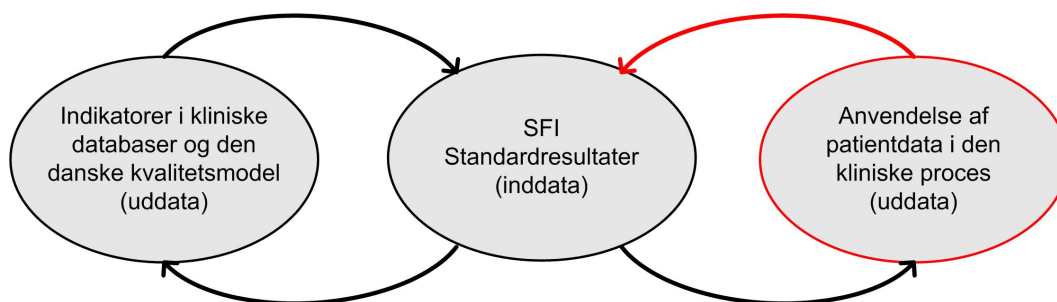 Indikatorer i kliniske
databaser og den
danske kvalitetsmodel
(uddata)
SFI
Standardresultater
(inddata)
Anvendelse af
patientdata i den
kliniske proces
(uddata)